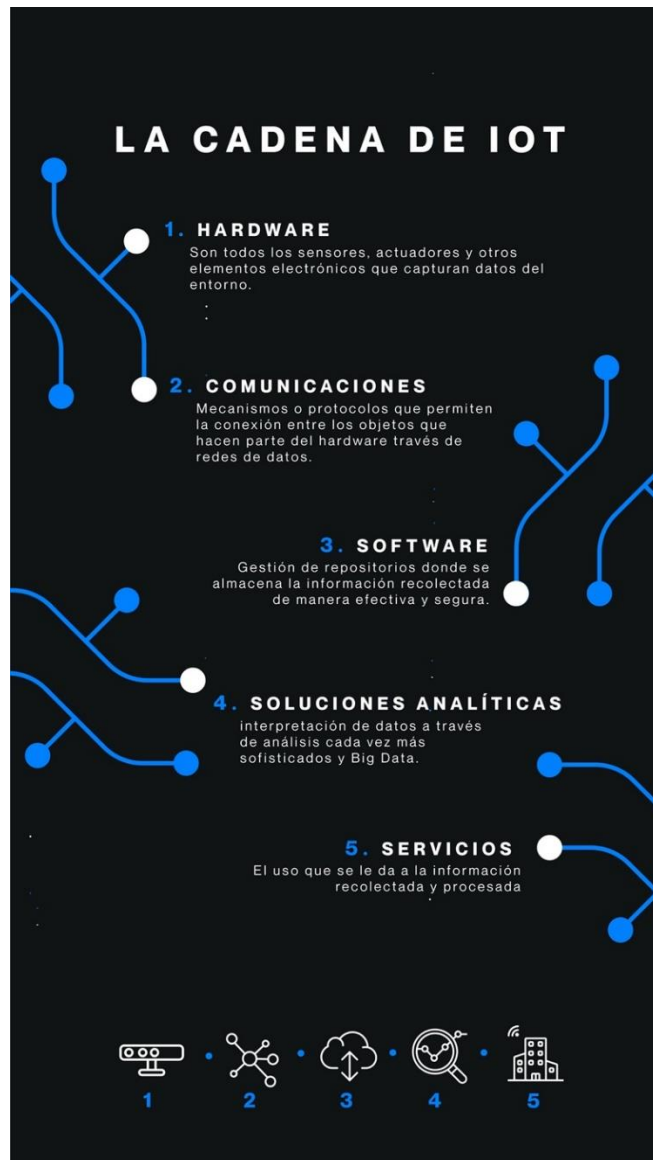 LA CADENA DE IOT
1. HARDWARE
Son todos los sensores, actuadores y otros
elementos electrónicos que capturan datos del
entorno.
2. COMUNICACIONES
Mecanismos o protocolos que permiten
la conexión entre los objetos que
hacen parte del hardware través de
redes de datos.
3. SOFTWARE
Gestión de repositorios donde se
almacena la información recolectada
de manera efectiva y segura.
4. SOLUCIONES ANALÍTICAS
interpretación de datos a través
de análisis cada vez más
sofisticados y Big Data.
5. SERVICIOS
El uso que se le da a la información
recolectada y procesada
1 2 3 4 5